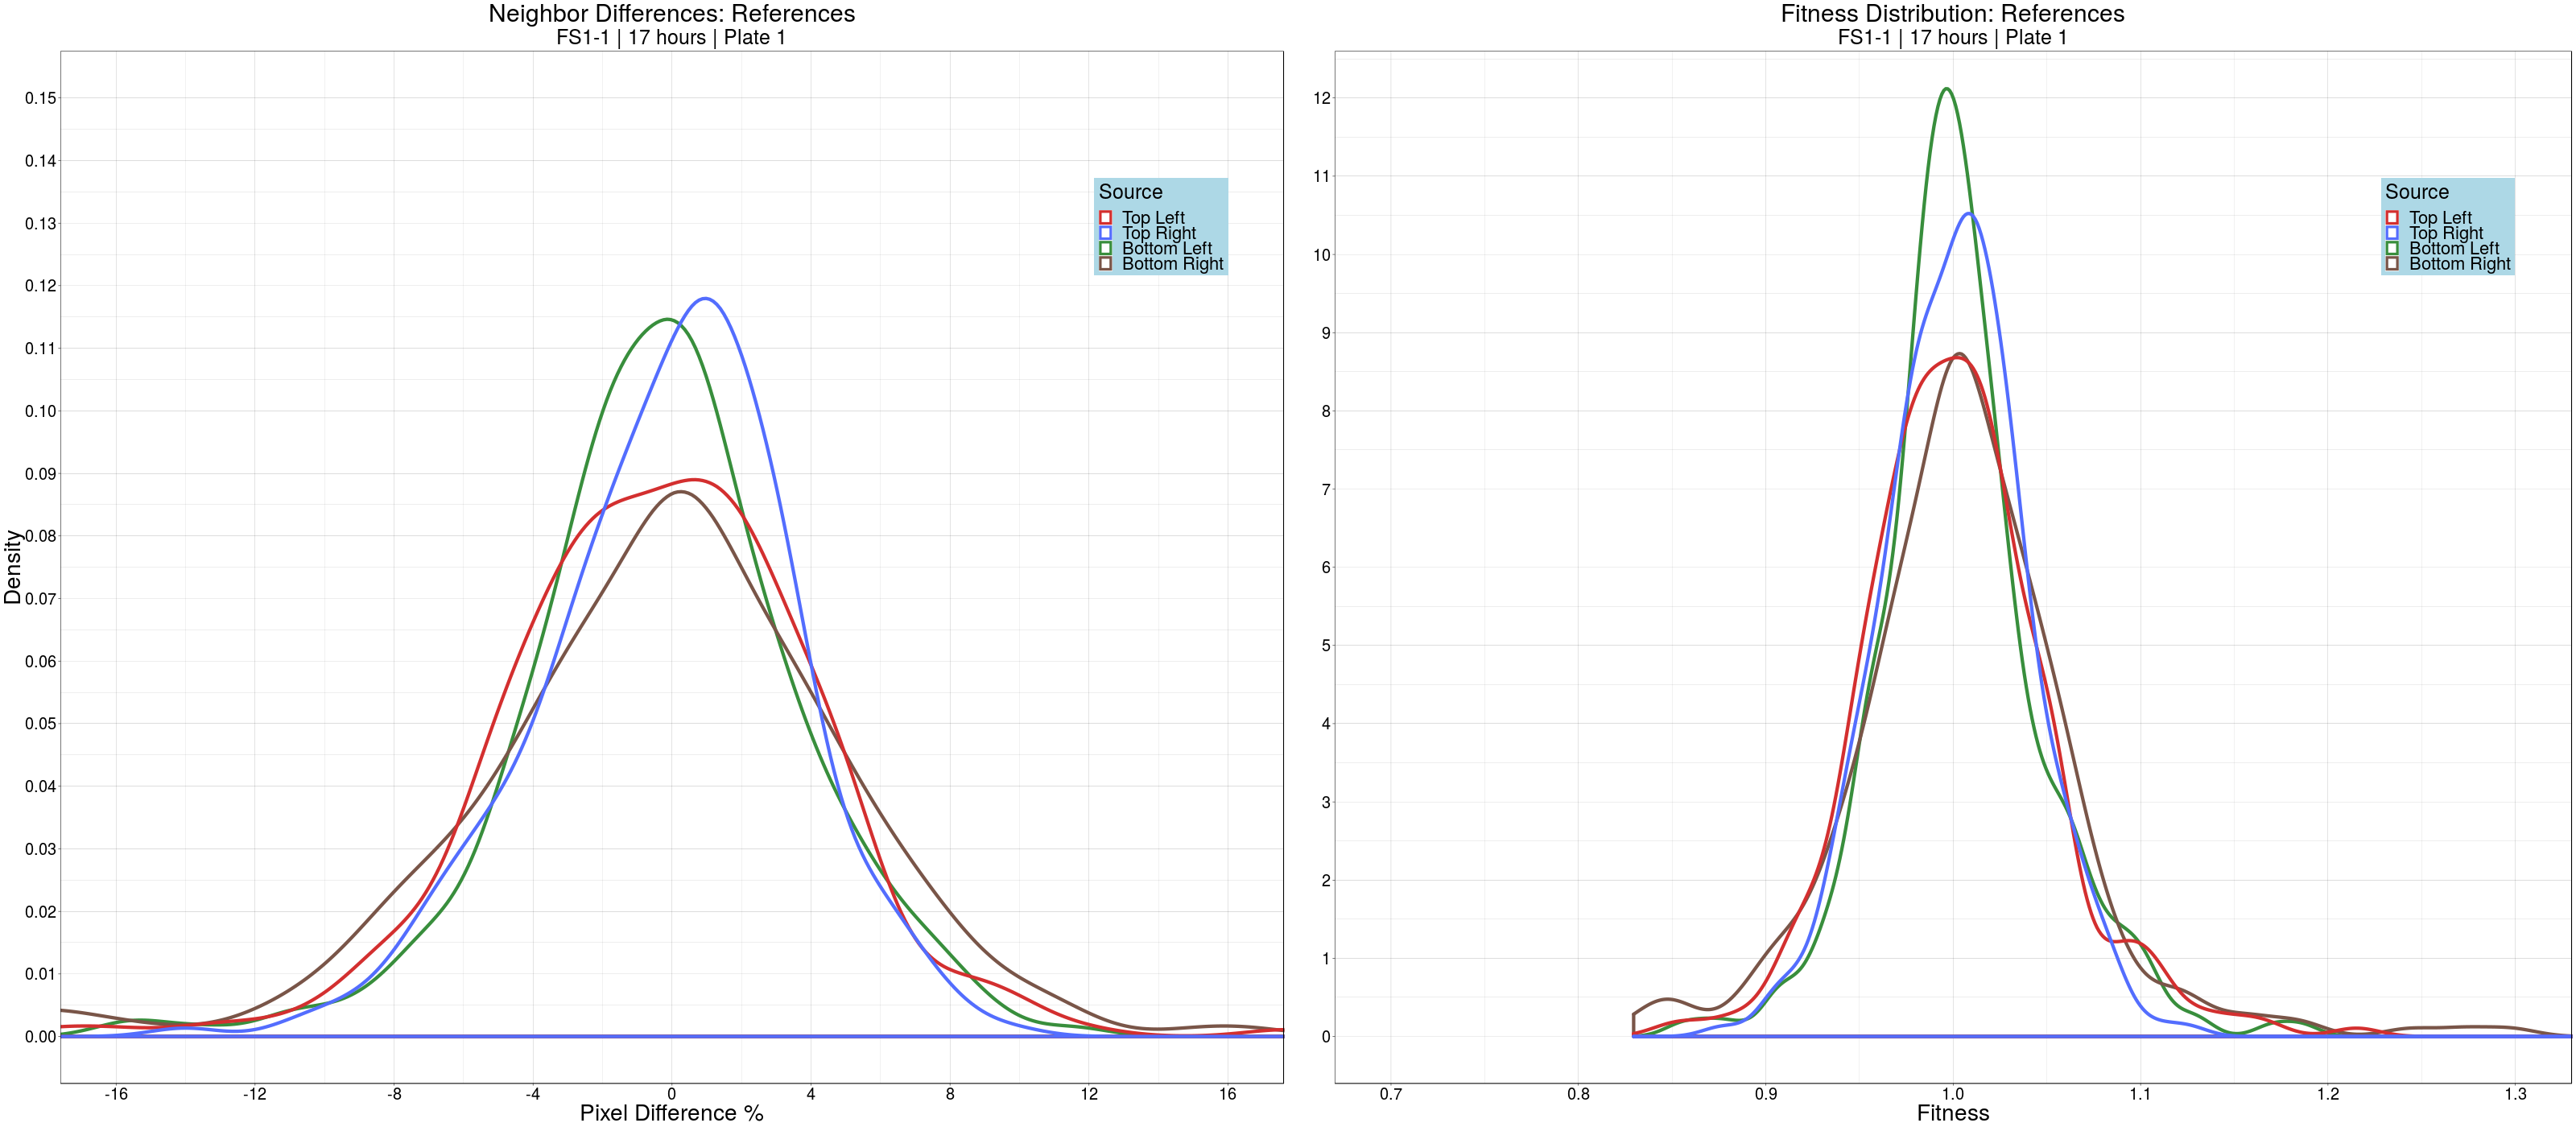 Neighbor Differences: References
FS1-1 | 17 hours | Plate 1
Density
0.15
0.14
0.13
0.12
0.11
0.10
0.09
0.08
0.07
0.06
0.05
0.04
0.03
0.02
0.01
0.00
Source
Top Left
Top Right
Bottom Left
Bottom Right
-16 -12 -8 -4 0 4 8 12 16
Pixel Difference %
Fitness Distribution: References
FS1-1 | 17 hours | Plate 1
12
11
10
9
8
7
6
5
4
3
2
1
0
Source
Top Left
Top Right
Bottom Left
Bottom Right
0.7 0.8 0.9 1.0 1.1 1.2 1.3
Fitness